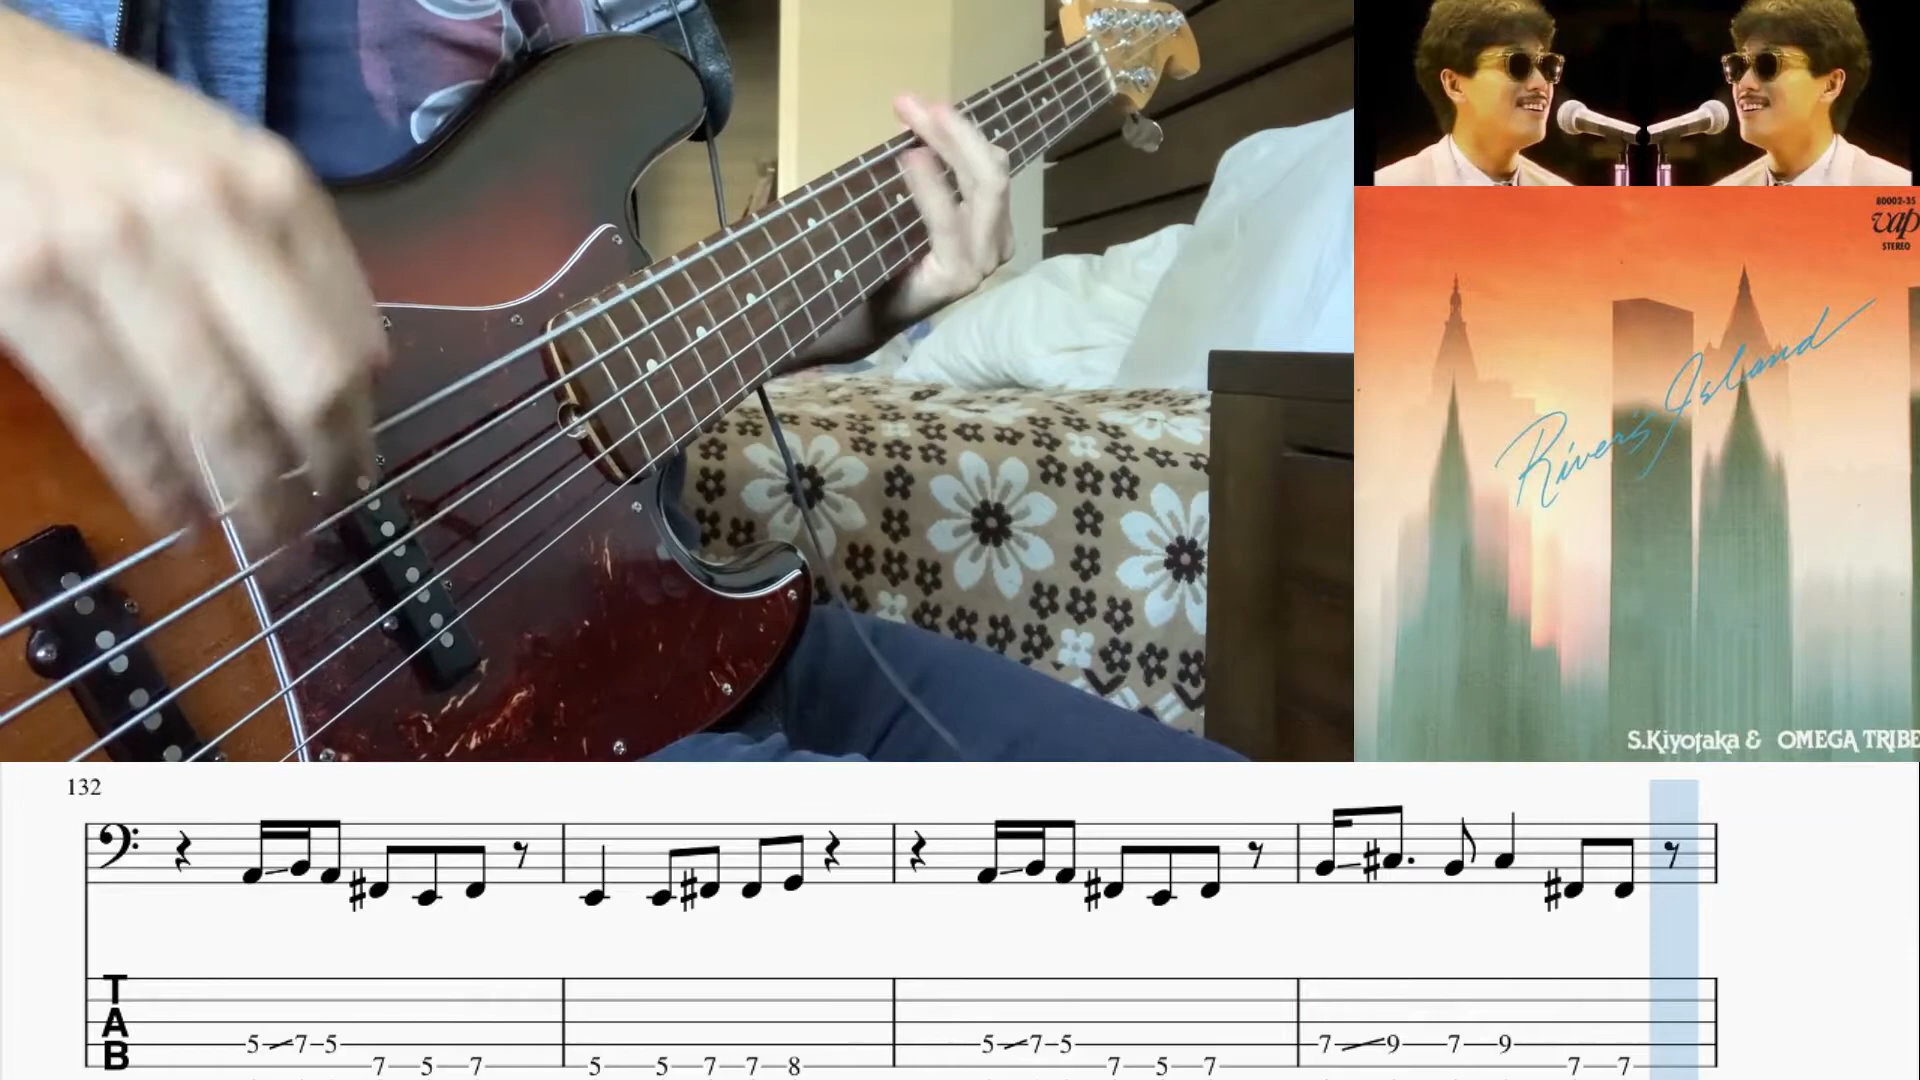 80002-35
vap
STEREO
River's Island
S.Kiyotaka & OMEGA TRIBE
132
T
A
B
5 7 5 7 5 7 5 5 7 7 8 5 7 5 7 5 7 7 9 7 9 7 7